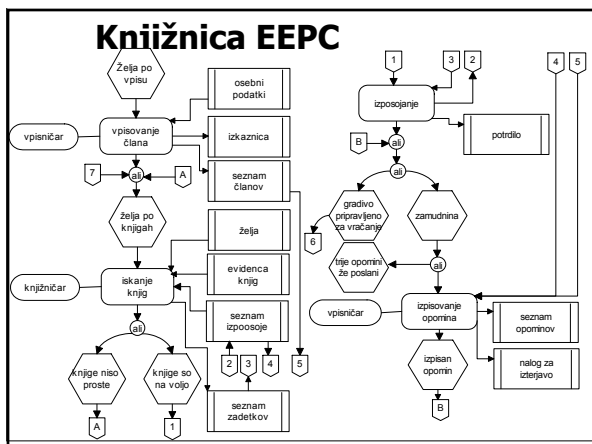 Knjižnica EEPC
Želja po
vpisu
osebni
podatki
vpisničar
vpisovanje
člana
izkaznica
seznam
članov
7
ali
A
želja po
knjigah
želja
evidenca
knjig
knjižničar
iskanje
knjig
seznam
izpoosoje
ali
2
3
4
5
knjige niso
proste
knjige so
na voljo
seznam
zadetkov
A
1
1
3
2
4
5
izposojanje
potrdilo
B
ali
ali
gradivo
pripravljeno
za vračanje
zamudnina
6
trije opomini
že poslani
ali
vpisničar
izpisovanje
opomina
seznam
opominov
izpisan
opomin
nalog za
izterjavo
B